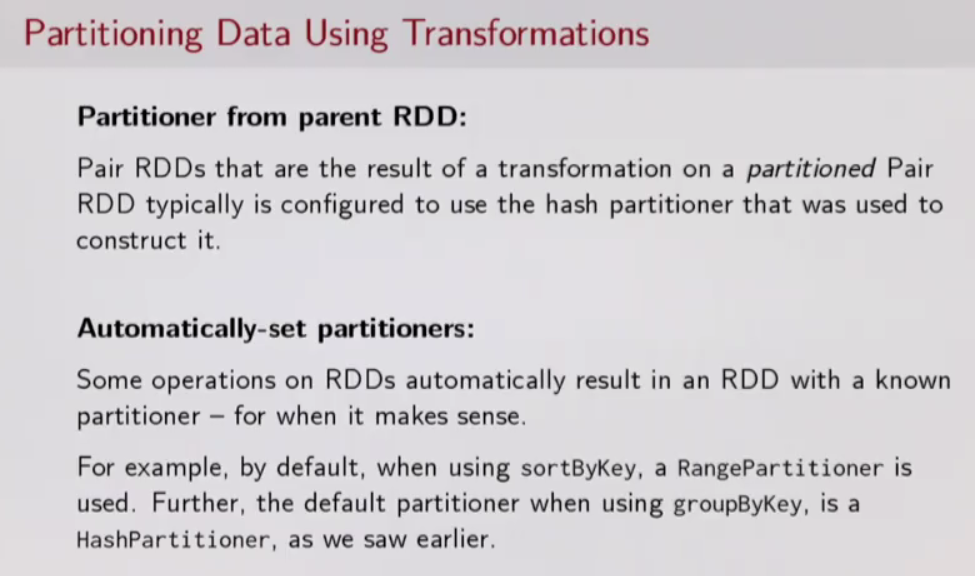 Partitioning Data Using Transformations
Partitioner from parent RDD:
Pair RDDs that are the result of a transformation on a partitioned Pair
RDD typically is configured to use the hash partitioner that was used to
construct it.
Automatically-set partitioners:
Some operations on RDDs automatically result in an RDD with a known
partitioner – for when it makes sense.
For example, by default, when using sortByKey, a RangePartitioner is
used. Further, the default partitioner when using groupByKey, is a
HashPartitioner, as we saw earlier.